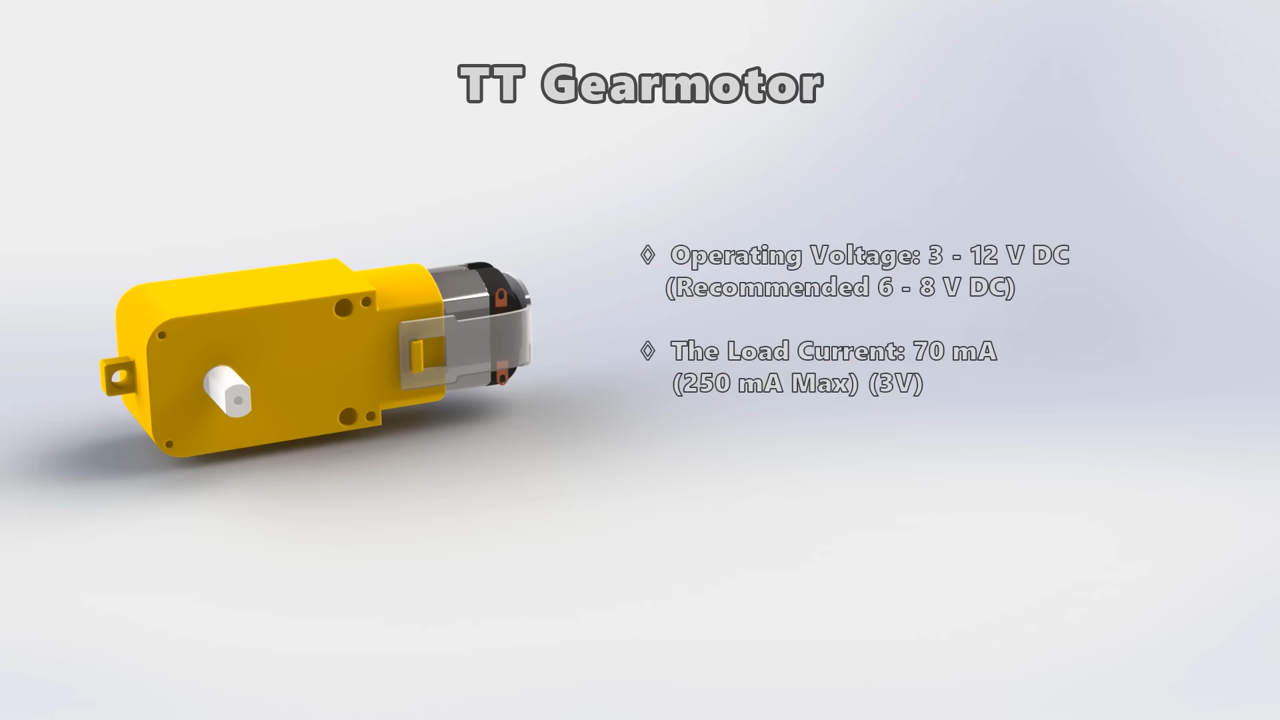 TT Gearmotor
◊ Operating Voltage: 3 - 12 V DC
(Recommended 6 - 8 V DC)
◊ The Load Current: 70 mA
(250 mA Max) (3V)